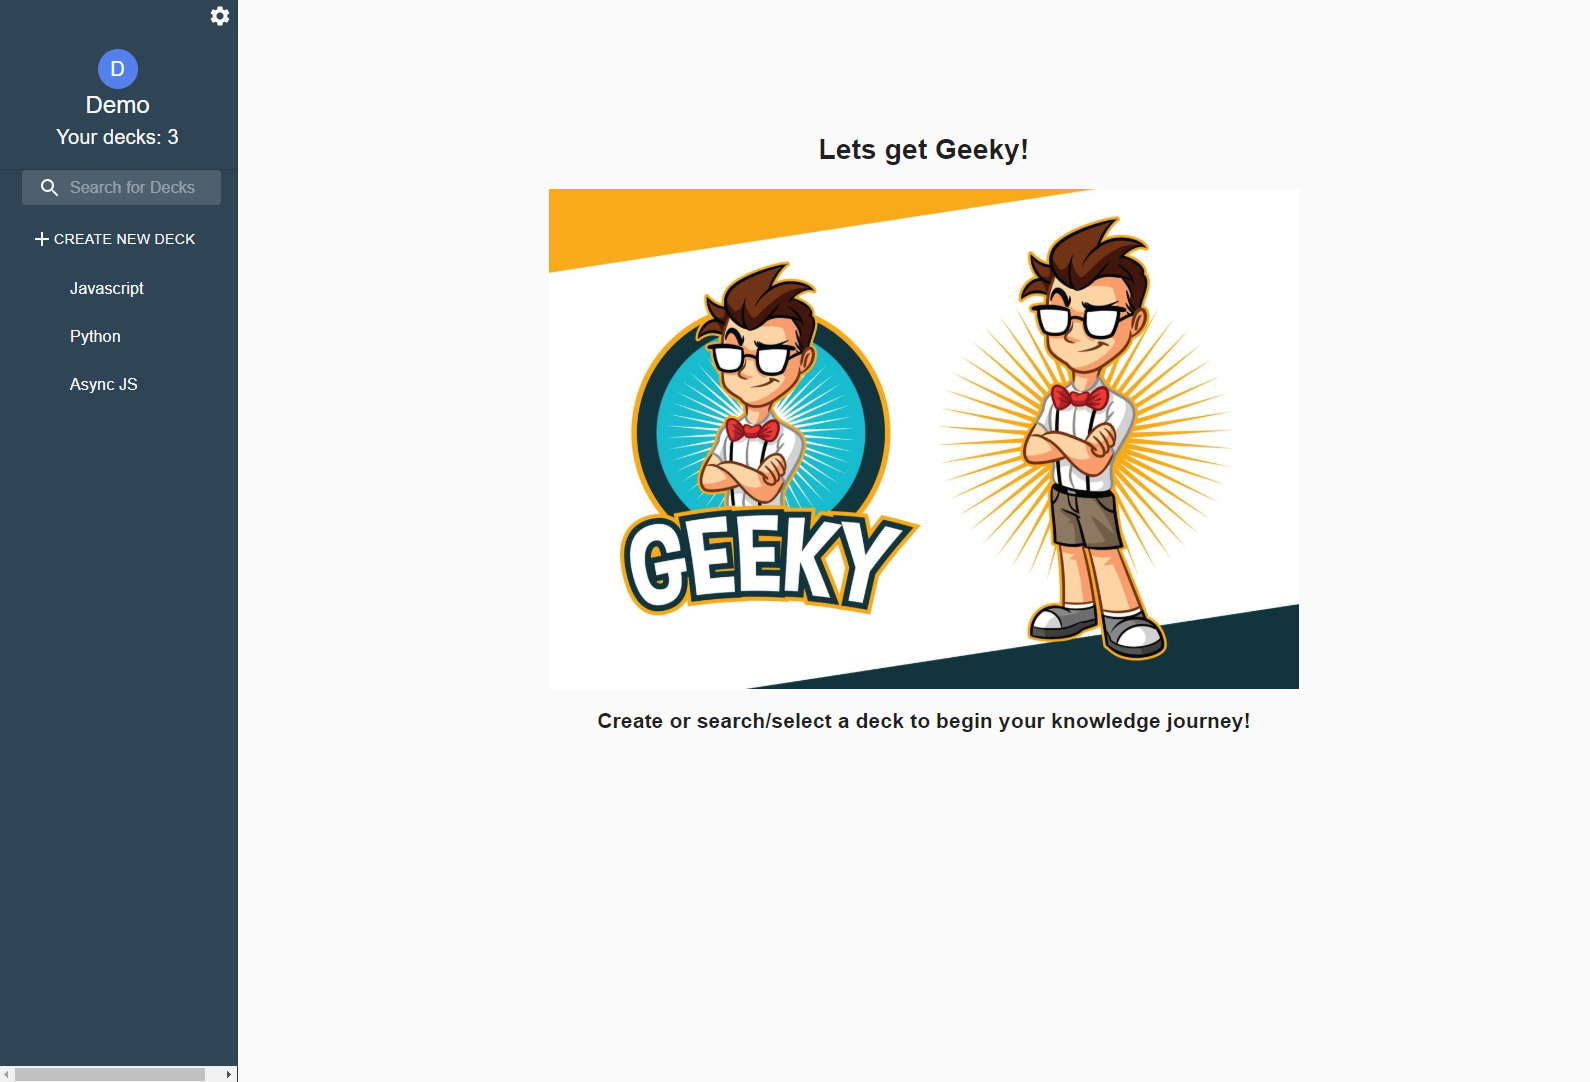 D
Demo
Your decks: 3
Search for Decks
CREATE NEW DECK
Javascript
Python
Async JS
Lets get Geeky!
GEEKY
Create or search/select a deck to begin your knowledge journey!